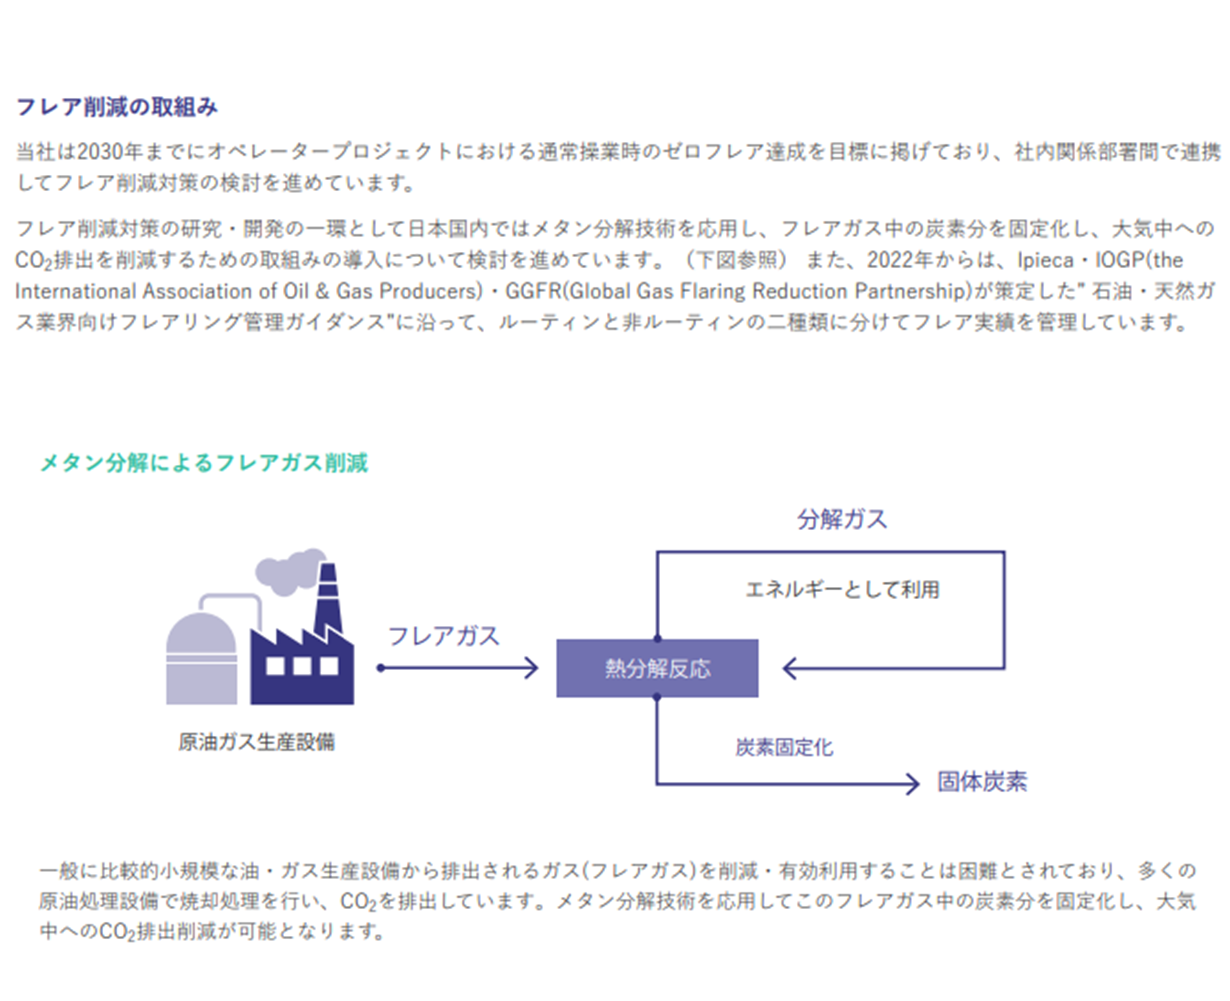 フレア削減の取組み
当社は2030年までにオペレータープロジェクトにおける通常操業時のゼロフレア達成を目標に掲げており、社内関係部署間で連携
してフレア削減対策の検討を進めています。
フレア削減対策の研究・開発の一環として日本国内ではメタン分解技術を応用し、フレアガス中の炭素分を固定化し、大気中への
CO2排出を削減するための取組みの導入について検討を進めています。（下図参照） また、2022年からは、Ipieca・IOGP(the
International Association of Oil & Gas Producers)・GGFR(Global Gas Flaring Reduction Partnership)が策定した" 石油・天然ガ
ス業界向けフレアリング管理ガイダンス"に沿って、ルーティンと非ルーティンの二種類に分けてフレア実績を管理しています。
メタン分解によるフレアガス削減
分解ガス
エネルギーとして利用
フレアガス
熱分解反応
原油ガス生産設備
炭素固定化
固体炭素
一般に比較的小規模な油・ガス生産設備から排出されるガス(フレアガス)を削減・有効利用することは困難とされており、多くの
原油処理設備で焼却処理を行い、CO2を排出しています。メタン分解技術を応用してこのフレアガス中の炭素分を固定化し、大気
中へのCO2排出削減が可能となります。